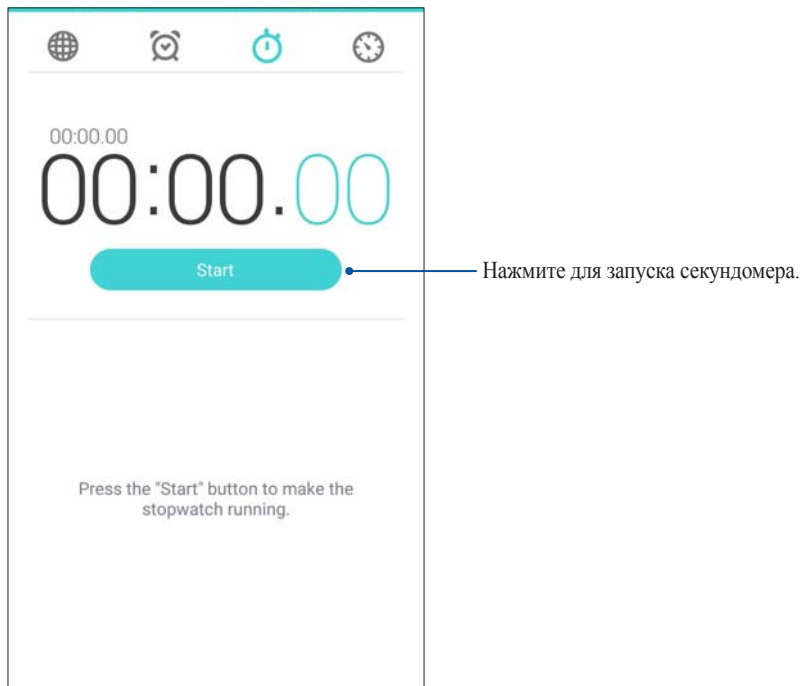 00:00.00
00:00.00
Start
Нажмите для запуска секундомера.
Press the "Start" button to make the
stopwatch running.